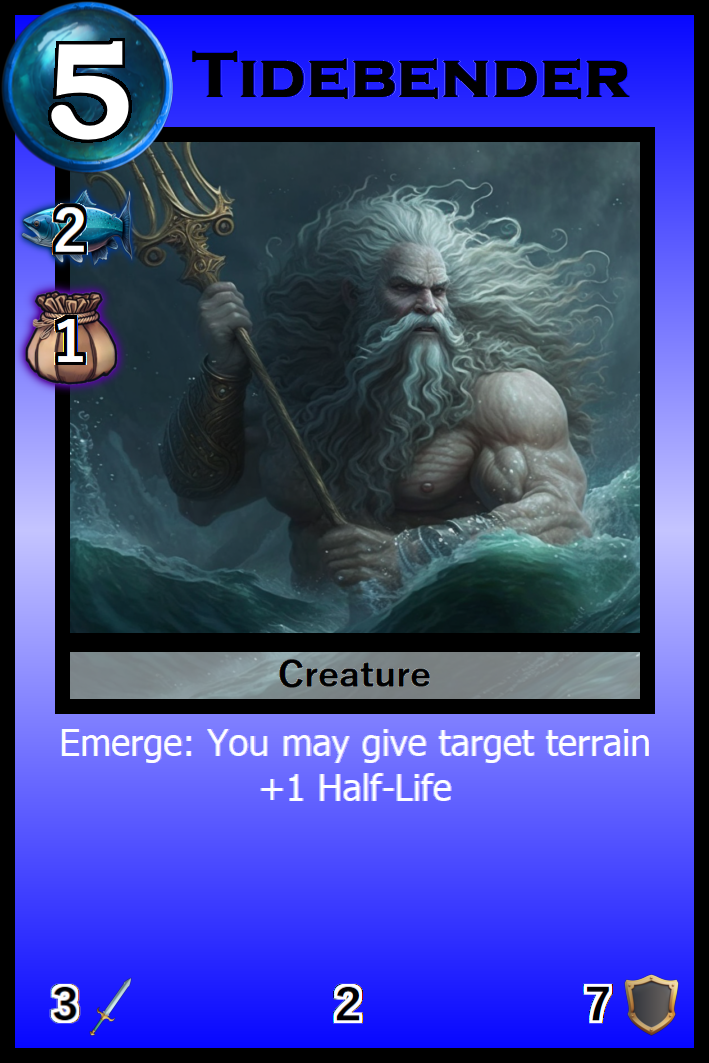 5
Tidebender
2
1
Creature
Emerge: You may give target terrain
+1 Half-Life
3 2 7